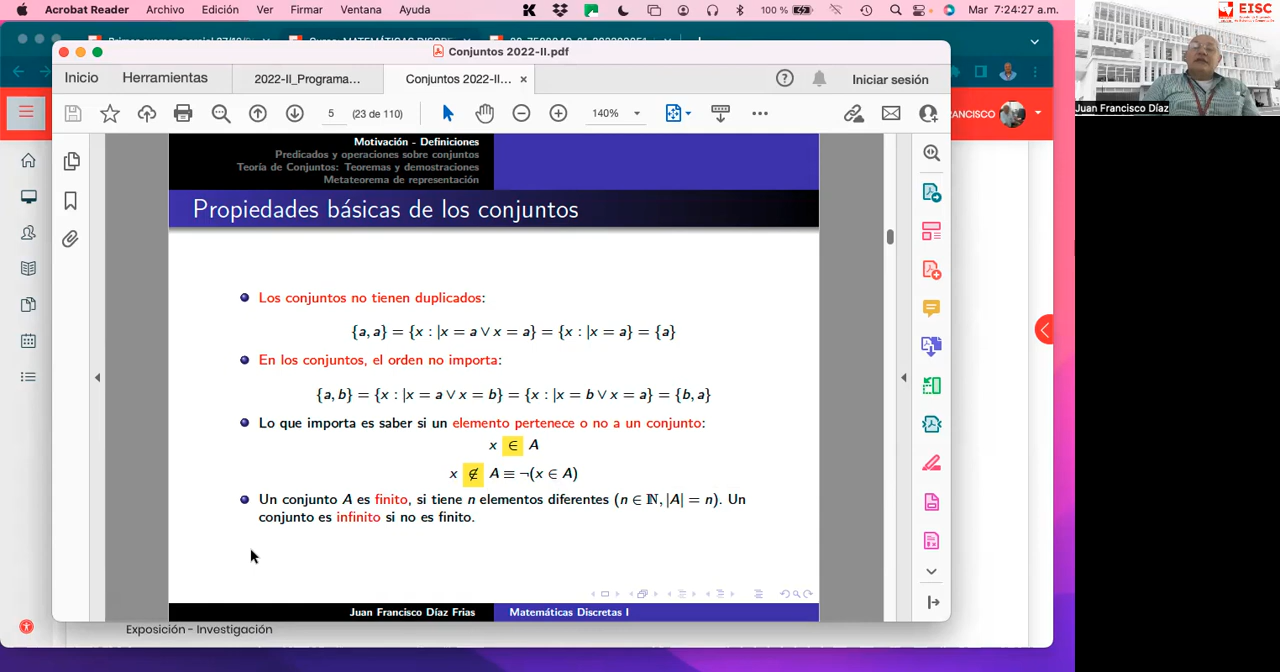 Acrobat Reader Archivo Edición Ver Firmar Ventana Ayuda 100 % Mar 7:24:27 a.m.
Conjuntos 2022-II.pdf
Inicio Herramientas 2022-II_Programa... Conjuntos 2022-II... × Iniciar sesión
5 (23 de 110) 140%
Motivación - Definiciones
Predicados y operaciones sobre conjuntos
Teoría de Conjuntos: Teoremas y demostraciones
Metateorema de representación
Propiedades básicas de los conjuntos
Los conjuntos no tienen duplicados:
{a, a} = {x : |x = a ∨ x = a} = {x : |x = a} = {a}
En los conjuntos, el orden no importa:
{a, b} = {x : |x = a ∨ x = b} = {x : |x = b ∨ x = a} = {b, a}
Lo que importa es saber si un elemento pertenece o no a un conjunto:
x ∈ A
x ∉ A ≡ ¬(x ∈ A)
Un conjunto A es finito, si tiene n elementos diferentes (n ∈ ℕ, |A| = n). Un
conjunto es infinito si no es finito.
Juan Francisco Díaz Frias Matemáticas Discretas I
Exposición - Investigación
EISC
Juan Francisco Díaz